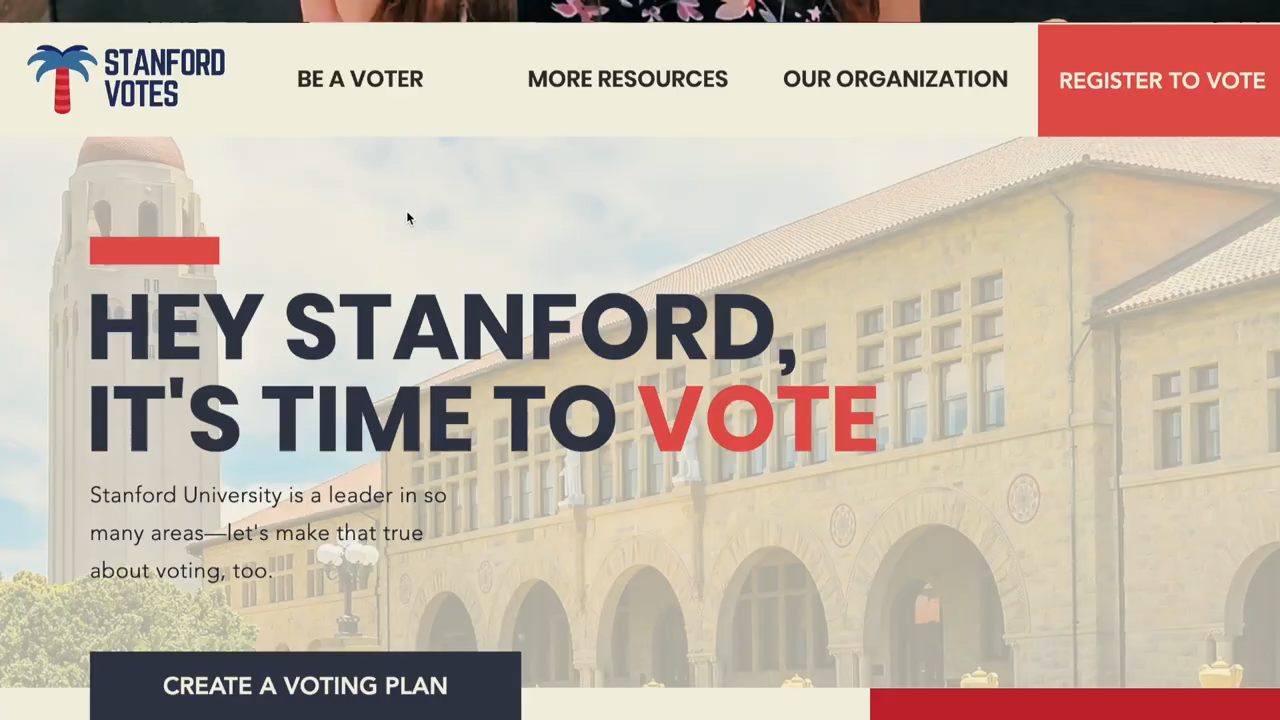 STANFORD
VOTES
BE A VOTER
MORE RESOURCES
OUR ORGANIZATION
REGISTER TO VOTE
HEY STANFORD,
IT'S TIME TO VOTE
Stanford University is a leader in so
many areas—let's make that true
about voting, too.
CREATE A VOTING PLAN